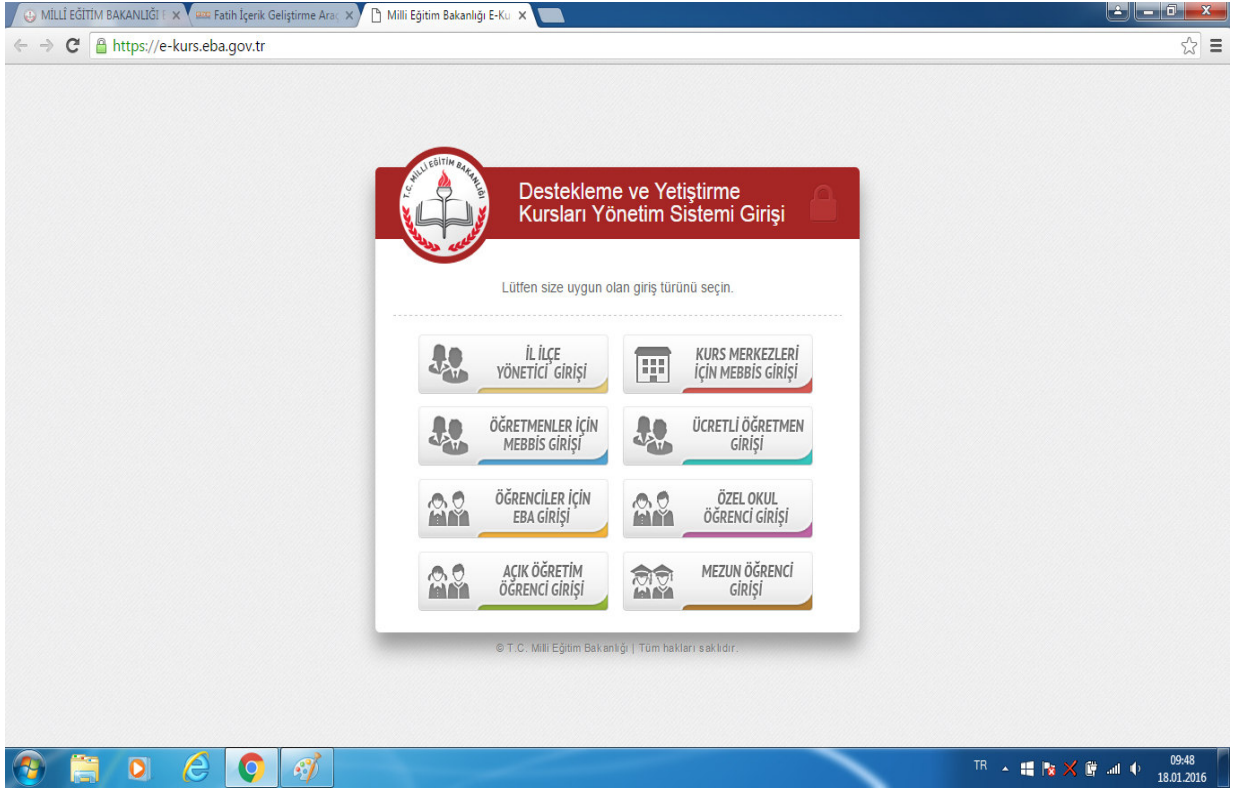 MİLLİ EĞİTİM BAKANLIĞI
Fatih İçerik Geliştirme Araç
Milli Eğitim Bakanlığı E-Ku
https://e-kurs.eba.gov.tr
T.C. MİLLİ EĞİTİM BAKANLIĞI
Destekleme ve Yetiştirme
Kursları Yönetim Sistemi Girişi
Lütfen size uygun olan giriş türünü seçin.
İL İLÇE
YÖNETİCİ GİRİŞİ
KURS MERKEZLERİ
İÇİN MEBBİS GİRİŞİ
ÖĞRETMENLER İÇİN
MEBBİS GİRİŞİ
ÜCRETLİ ÖĞRETMEN
GİRİŞİ
ÖĞRENCİLER İÇİN
EBA GİRİŞİ
ÖZEL OKUL
ÖĞRENCİ GİRİŞİ
AÇIK ÖĞRETİM
ÖĞRENCİ GİRİŞİ
MEZUN ÖĞRENCİ
GİRİŞİ
© T.C. Milli Eğitim Bakanlığı | Tüm hakları saklıdır.
TR
09:48
18.01.2016